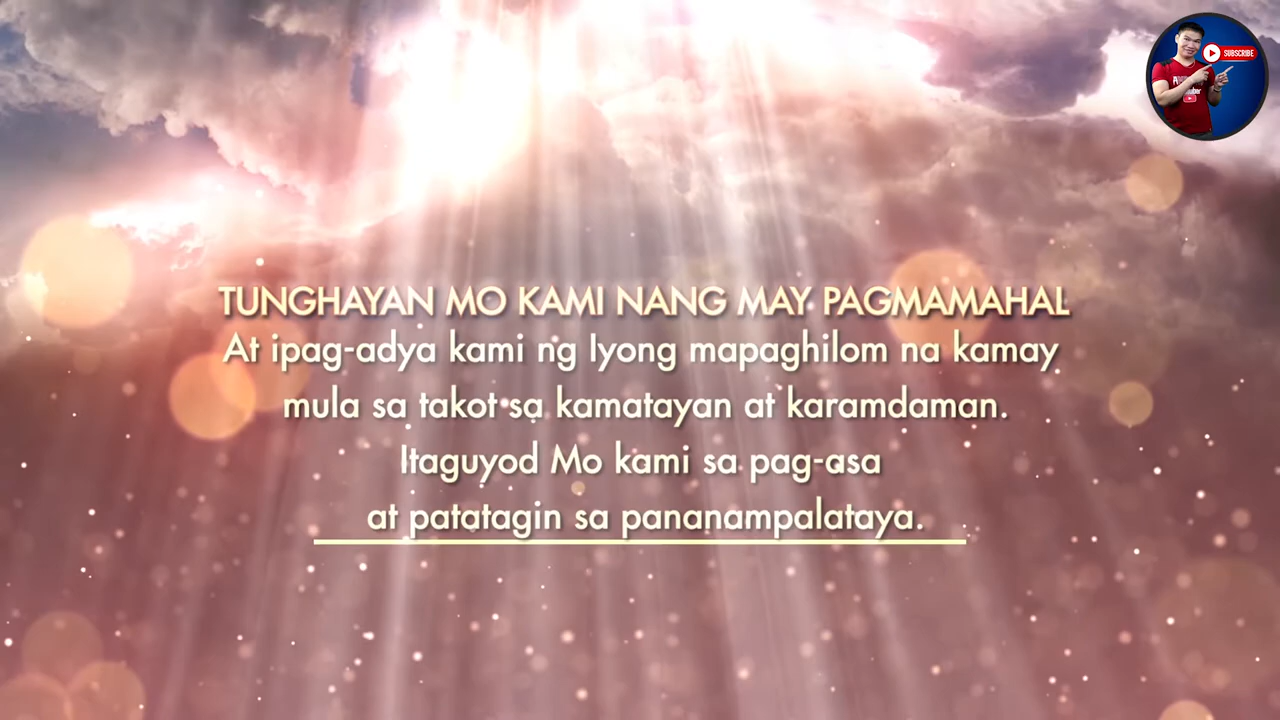 SUBSCRIBE
TUNGHAYAN MO KAMI NANG MAY PAGMAMAHAL
At ipag-adya kami ng Iyong mapaghilom na kamay
mula sa takot sa kamatayan at karamdaman.
Itaguyod Mo kami sa pag-asa
at patatagin sa pananampalataya.